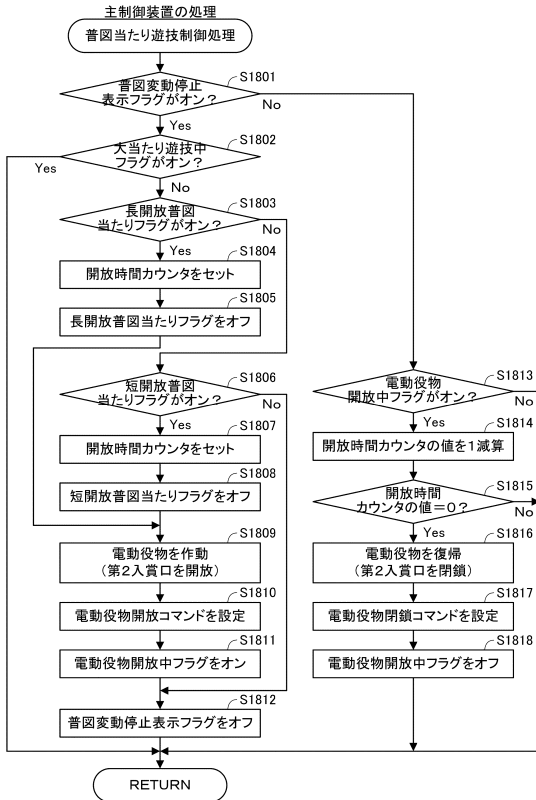 主制御装置の処理
普図当たり遊技制御処理
S1801
普図変動停止
表示フラグがオン？
No
Yes
S1802
大当たり遊技中
フラグがオン？
Yes
No
S1803
長開放普図
当たりフラグがオン？
No
Yes
S1804
開放時間カウンタをセット
S1805
長開放普図当たりフラグをオフ
S1806
短開放普図
当たりフラグがオン？
No
Yes
S1807
開放時間カウンタをセット
S1808
短開放普図当たりフラグをオフ
S1809
電動役物を作動
（第２入賞口を開放）
S1810
電動役物開放コマンドを設定
S1811
電動役物開放中フラグをオン
S1812
普図変動停止表示フラグをオフ
S1813
電動役物
開放中フラグがオン？
No
Yes
S1814
開放時間カウンタの値を１減算
S1815
開放時間
カウンタの値＝０？
No
Yes
S1816
電動役物を復帰
（第２入賞口を閉鎖）
S1817
電動役物閉鎖コマンドを設定
S1818
電動役物開放中フラグをオフ
RETURN